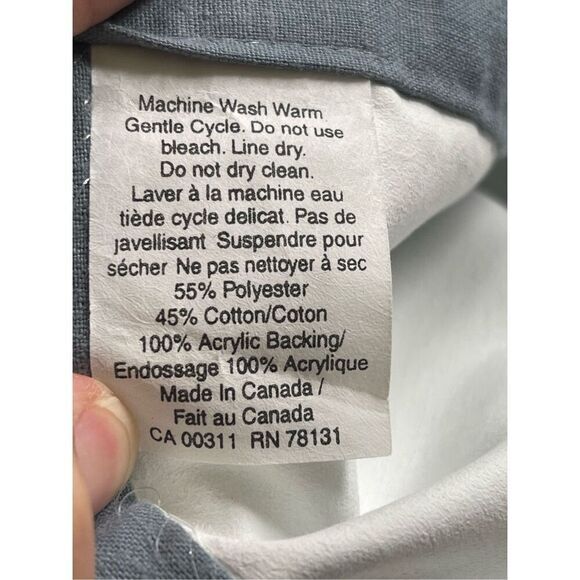 Machine Wash Warm
Gentle Cycle. Do not use
bleach. Line dry.
Do not dry clean.
Laver à la machine eau
tiède cycle delicat. Pas de
javellisant Suspendre pour
sécher Ne pas nettoyer à sec
55% Polyester
45% Cotton/Coton
100% Acrylic Backing/
Endossage 100% Acrylique
Made In Canada /
Fait au Canada
CA 00311 RN 78131